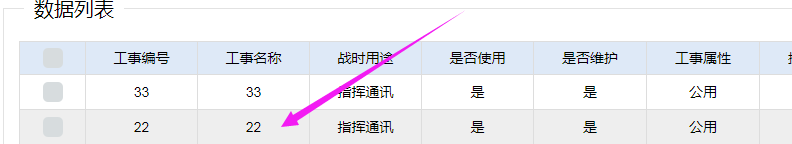 数据列表
工事编号 工事名称 战时用途 是否使用 是否维护 工事属性
33 33 指挥通讯 是 是 公用
22 22 指挥通讯 是 是 公用